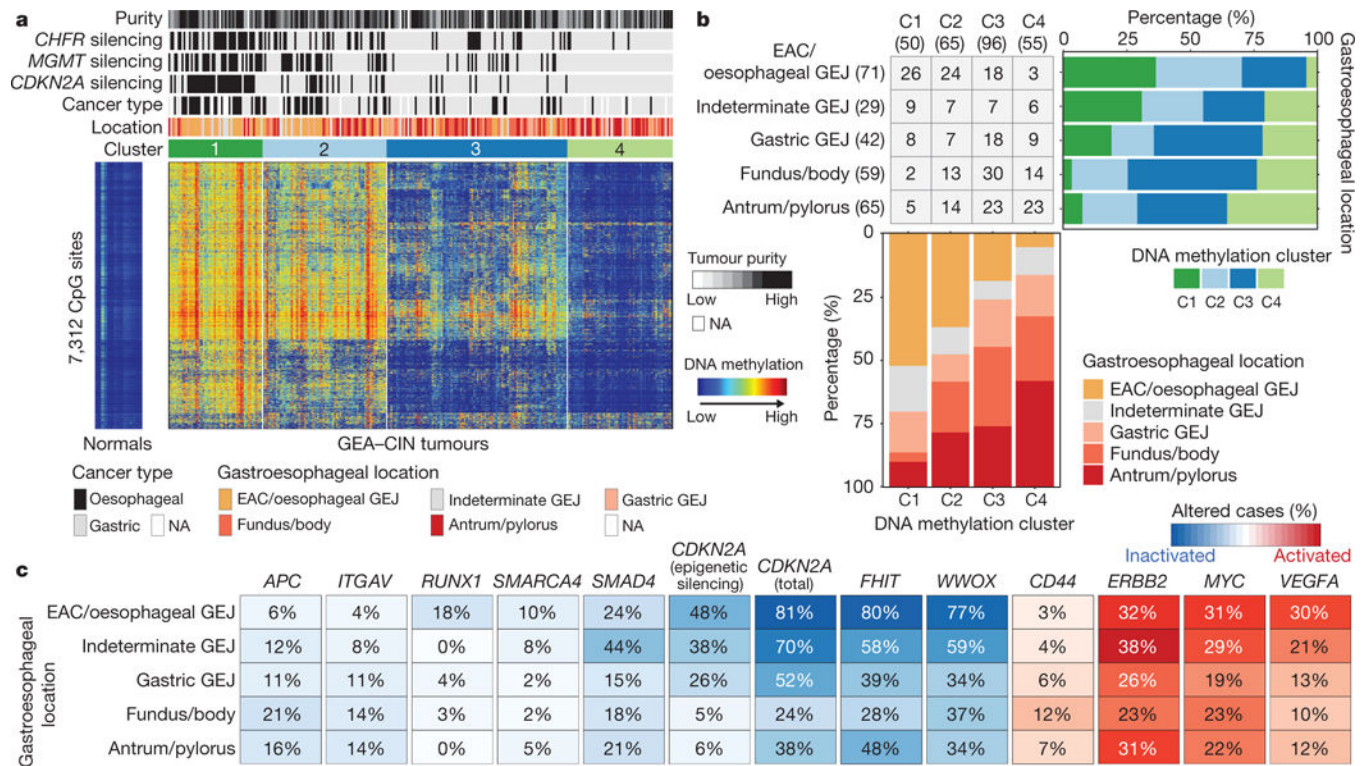 a
Purity
CHFR silencing
MGMT silencing
CDKN2A silencing
Cancer type
Location
Cluster 1 2 3 4
7,312 CpG sites
Normals GEA–CIN tumours
Cancer type
Oesophageal
Gastric NA
Gastroesophageal location
EAC/oesophageal GEJ Indeterminate GEJ Gastric GEJ
Fundus/body Antrum/pylorus NA
Tumour purity
Low High
NA
DNA methylation
Low High
b
C1 C2 C3 C4
(50) (65) (96) (55)
EAC/
oesophageal GEJ (71) 26 24 18 3
Indeterminate GEJ (29) 9 7 7 6
Gastric GEJ (42) 8 7 18 9
Fundus/body (59) 2 13 30 14
Antrum/pylorus (65) 5 14 23 23
Percentage (%)
0 25 50 75 100
Gastroesophageal location
DNA methylation cluster
C1 C2 C3 C4
Percentage (%)
0
25
50
75
100
C1 C2 C3 C4
DNA methylation cluster
Gastroesophageal location
EAC/oesophageal GEJ
Indeterminate GEJ
Gastric GEJ
Fundus/body
Antrum/pylorus
Altered cases (%)
Inactivated Activated
c
APC ITGAV RUNX1 SMARCA4 SMAD4 CDKN2A (epigenetic silencing) CDKN2A (total) FHIT WWOX CD44 ERBB2 MYC VEGFA
Gastroesophageal location
EAC/oesophageal GEJ 6% 4% 18% 10% 24% 48% 81% 80% 77% 3% 32% 31% 30%
Indeterminate GEJ 12% 8% 0% 8% 44% 38% 70% 58% 59% 4% 38% 29% 21%
Gastric GEJ 11% 11% 4% 2% 15% 26% 52% 39% 34% 6% 26% 19% 13%
Fundus/body 21% 14% 3% 2% 18% 5% 24% 28% 37% 12% 23% 23% 10%
Antrum/pylorus 16% 14% 0% 5% 21% 6% 38% 48% 34% 7% 31% 22% 12%